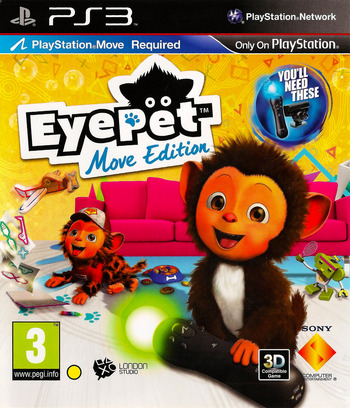 PS3
PlayStation®Network
PlayStation®Move Required
Only On PlayStation®
YOU'LL
NEED
THESE
EyePet™
Move Edition
3
www.pegi.info
LONDON
STUDIO
3D
Compatible
Game
SONY
COMPUTER
ENTERTAINMENT